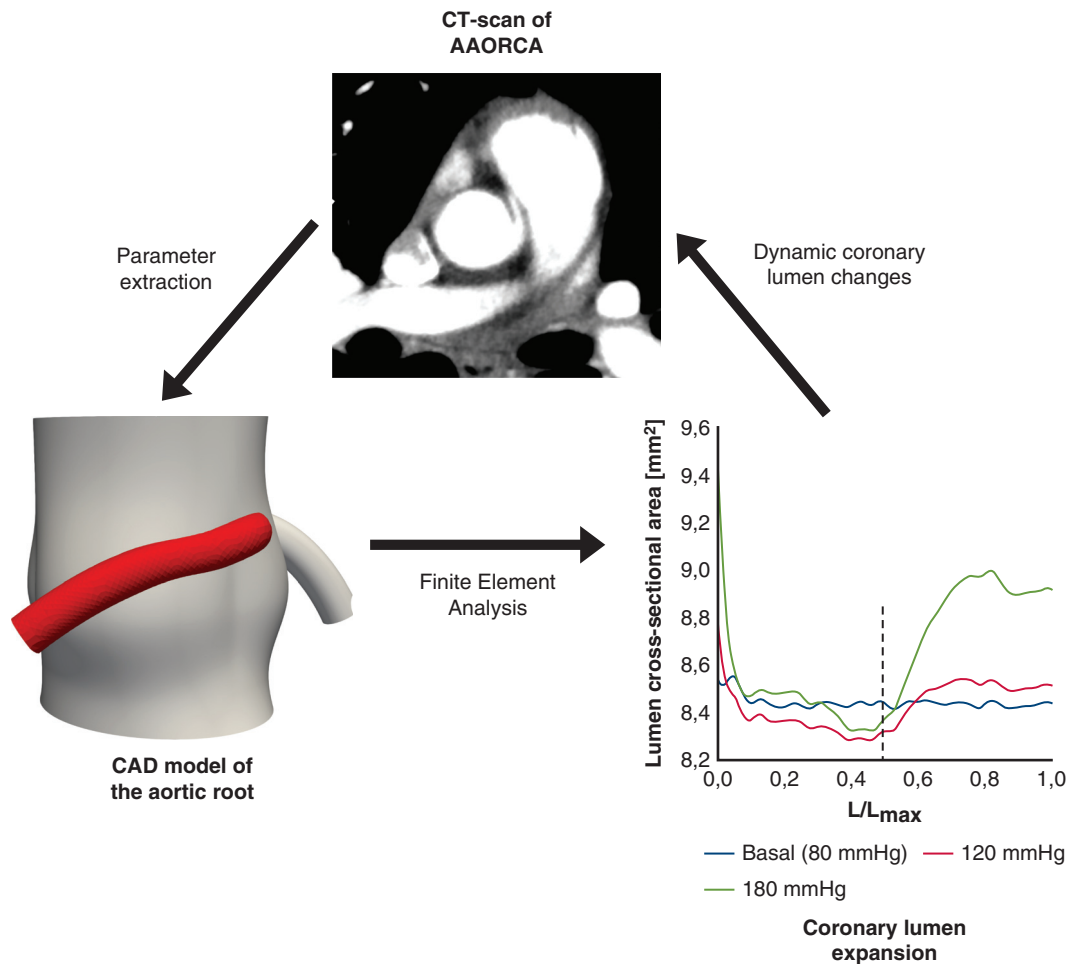 CT-scan of
AAORCA
Parameter
extraction
Dynamic coronary
lumen changes
Finite Element
Analysis
CAD model of
the aortic root
Lumen cross-sectional area [mm²]
9,6
9,4
9,2
9,0
8,8
8,6
8,4
8,2
0,0 0,2 0,4 0,6 0,8 1,0
L/Lmax
Basal (80 mmHg) 120 mmHg
180 mmHg
Coronary lumen
expansion